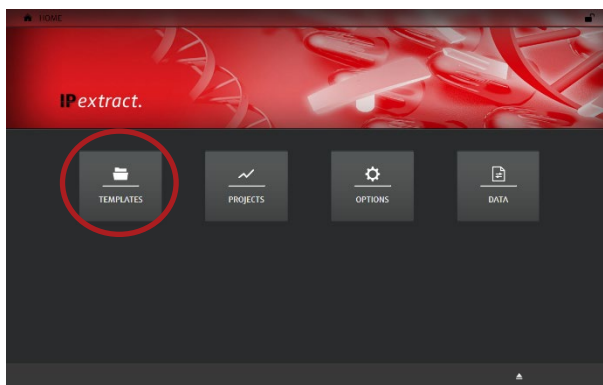 HOME
IPextract.
TEMPLATES
PROJECTS
OPTIONS
DATA